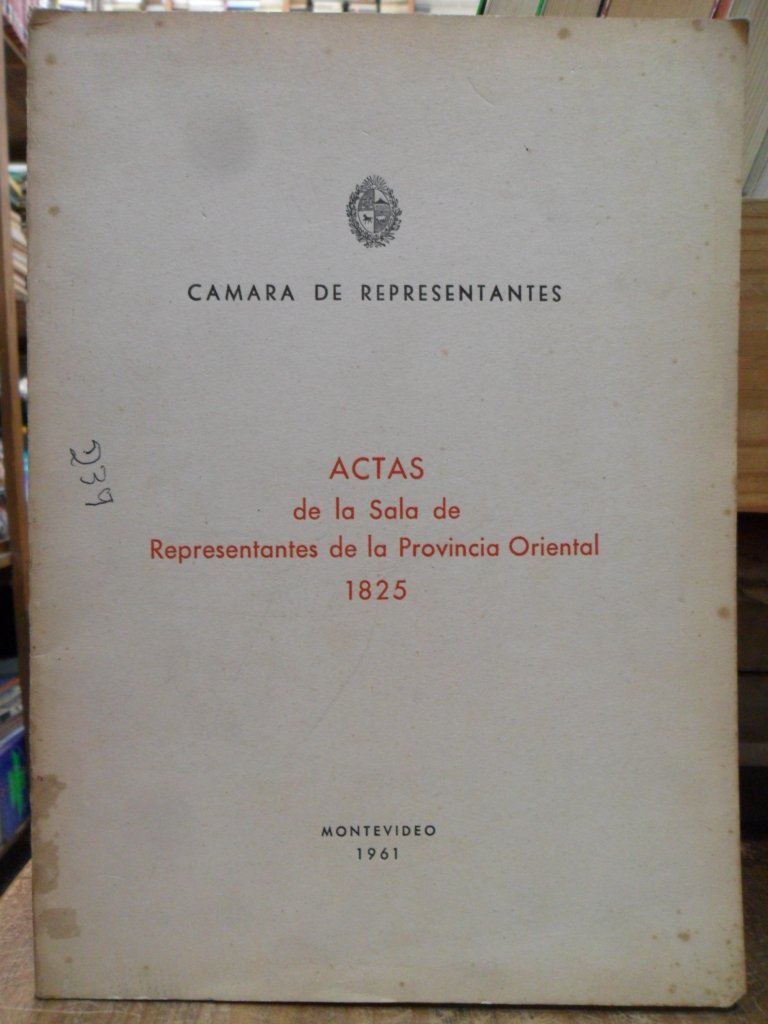 CAMARA DE REPRESENTANTES
ACTAS
de la Sala de
Representantes de la Provincia Oriental
1825
MONTEVIDEO
1961